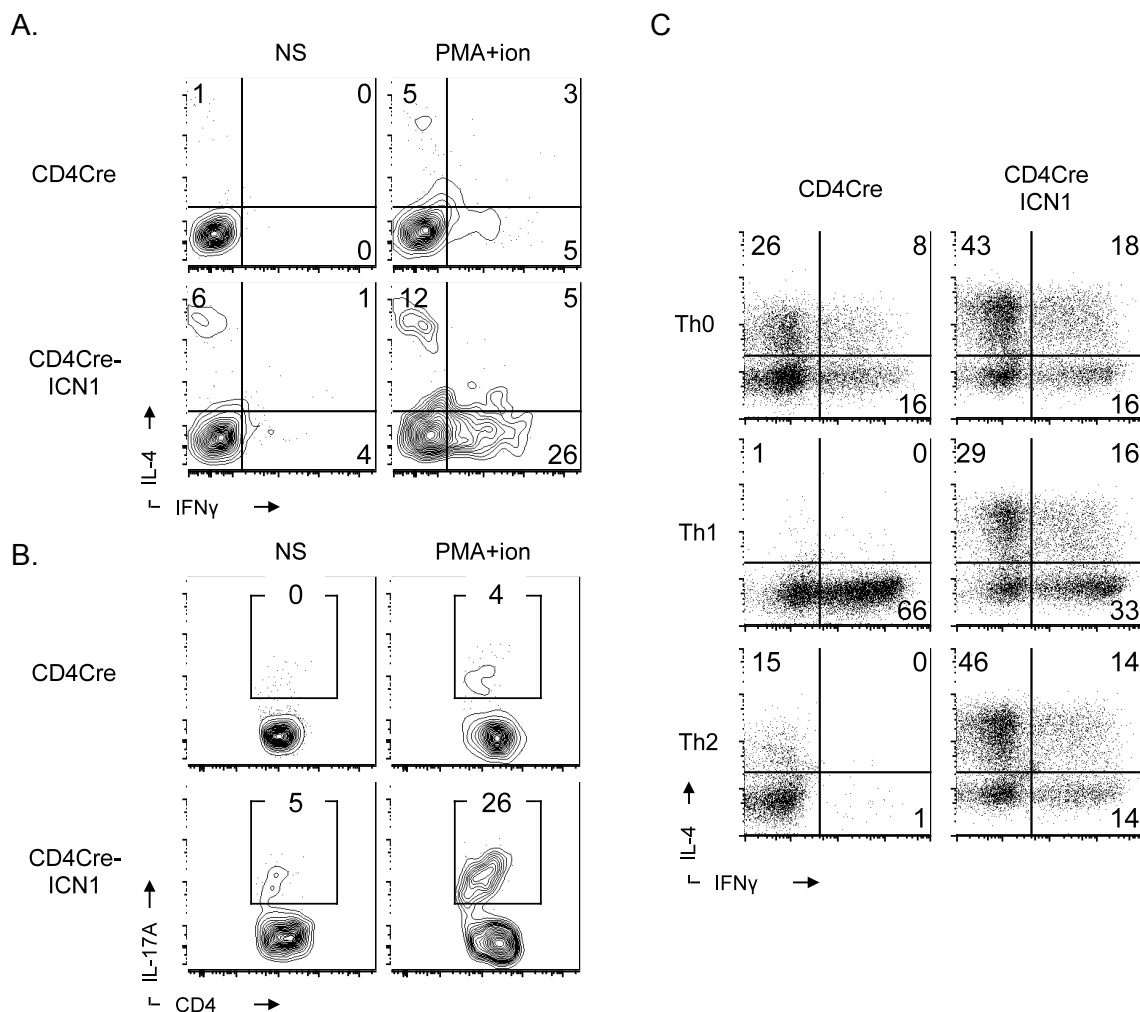 A.
NS PMA+ion
CD4Cre
1 0 5 3
0 5
CD4Cre-
ICN1
6 1 12 5
4 26
IL-4
IFNγ
B.
NS PMA+ion
CD4Cre
0 4
CD4Cre-
ICN1
5 26
IL-17A
CD4
C
CD4Cre CD4Cre
ICN1
Th0
26 8 43 18
16 16
Th1
1 0 29 16
66 33
Th2
15 0 46 14
1 14
IL-4
IFNγ